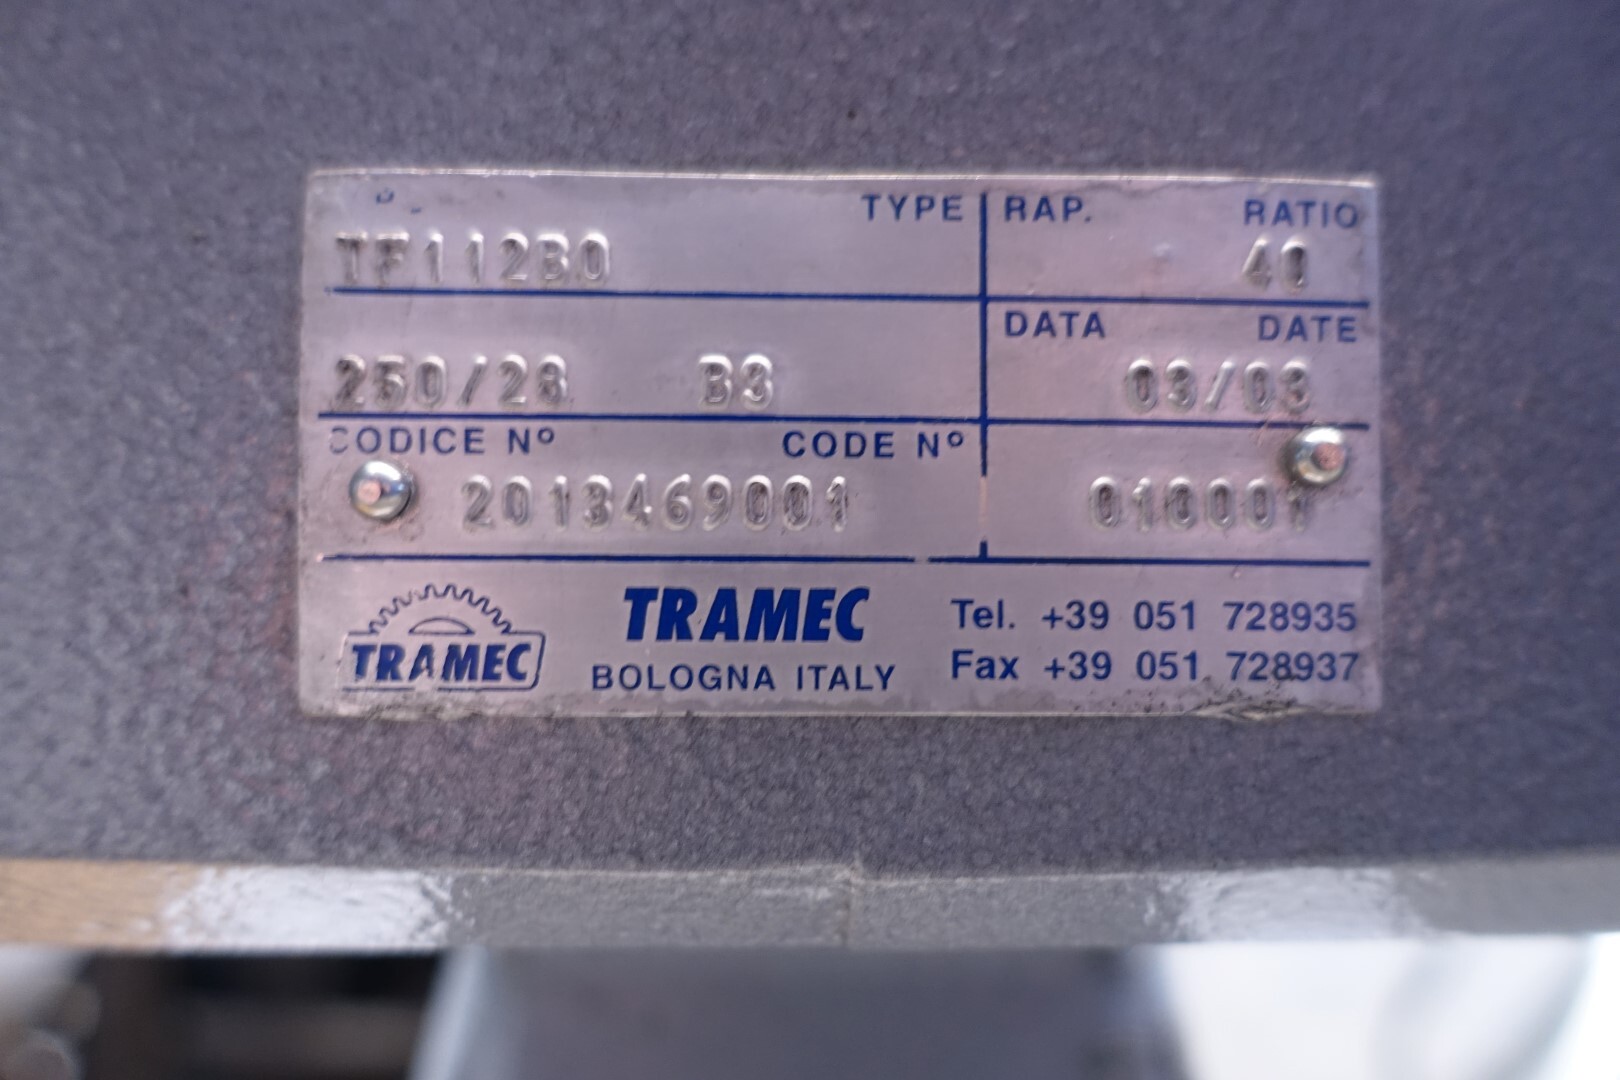 TYPE RAP. RATIO
TF112B0 40
DATA DATE
250/28 B3 03/03
CODICE Nº CODE Nº
2013469001 010001
TRAMEC
TRAMEC
BOLOGNA ITALY
Tel. +39 051 728935
Fax +39 051 728937